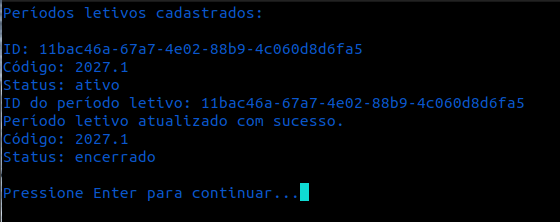 Períodos letivos cadastrados:
ID: 11bac46a-67a7-4e02-88b9-4c060d8d6fa5
Código: 2027.1
Status: ativo
ID do período letivo: 11bac46a-67a7-4e02-88b9-4c060d8d6fa5
Período letivo atualizado com sucesso.
Código: 2027.1
Status: encerrado
Pressione Enter para continuar...